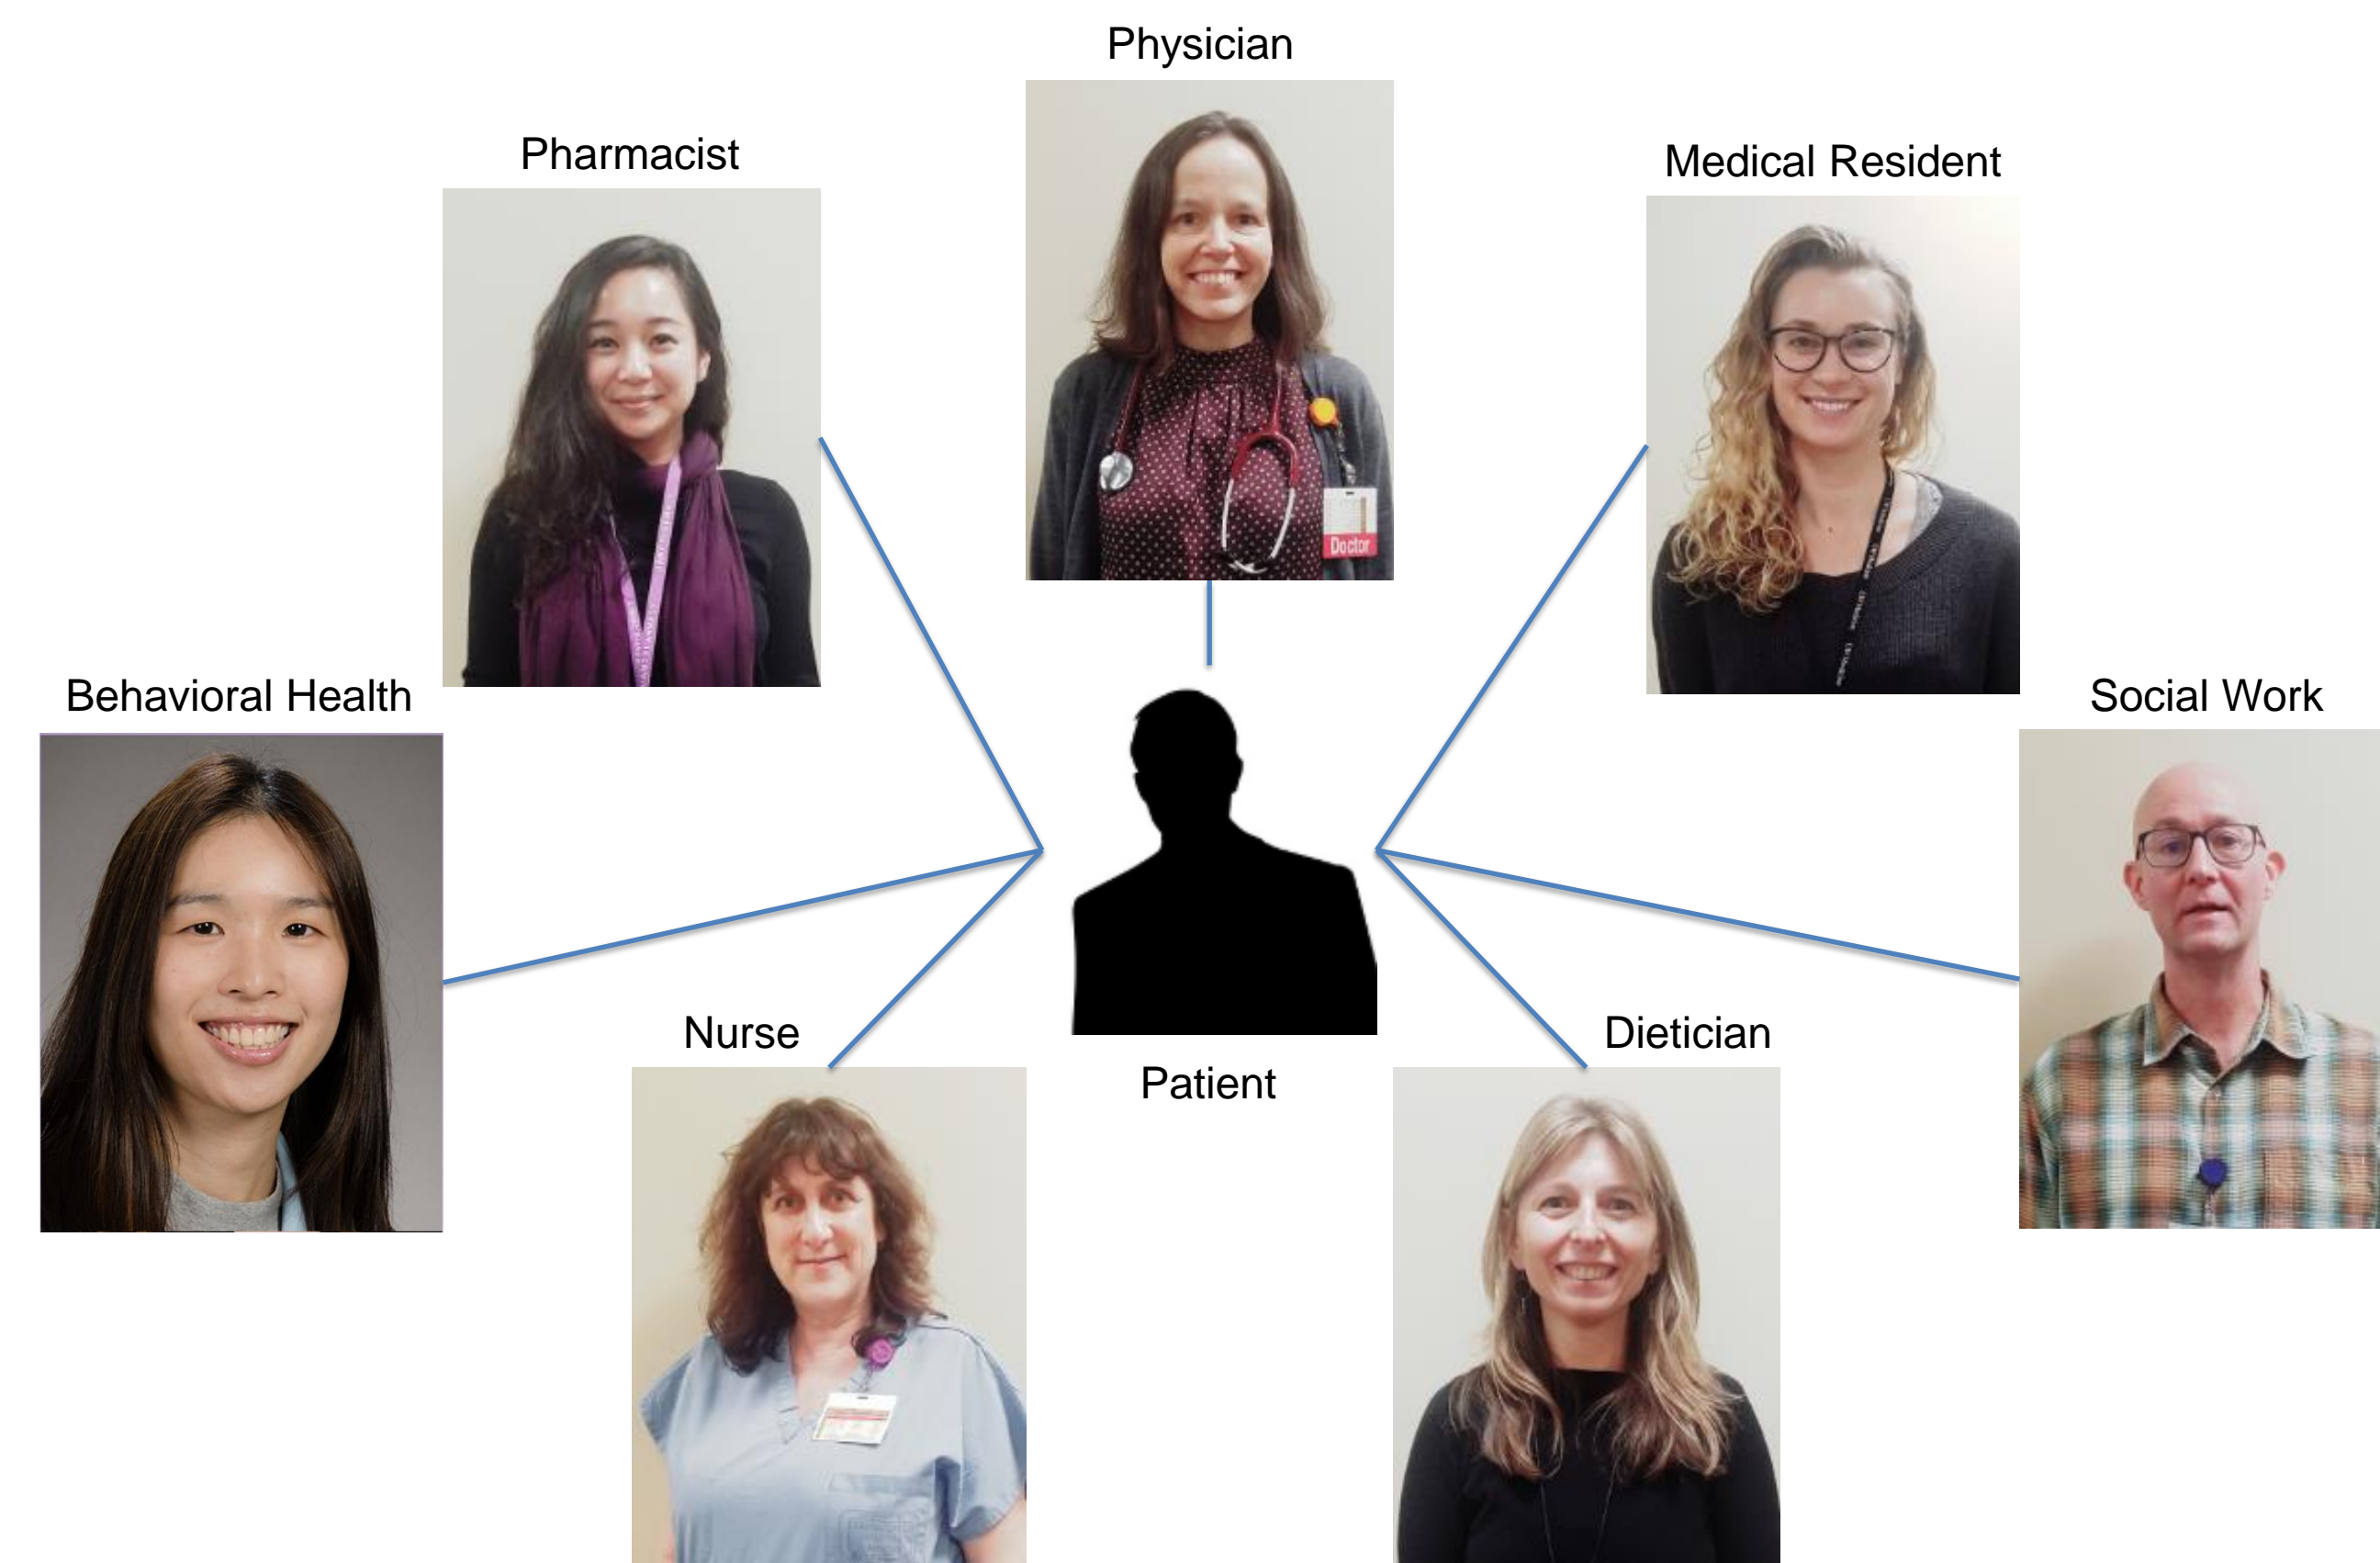 Physician
Pharmacist
Medical Resident
Doctor
Behavioral Health
Social Work
Nurse
Dietician
Patient